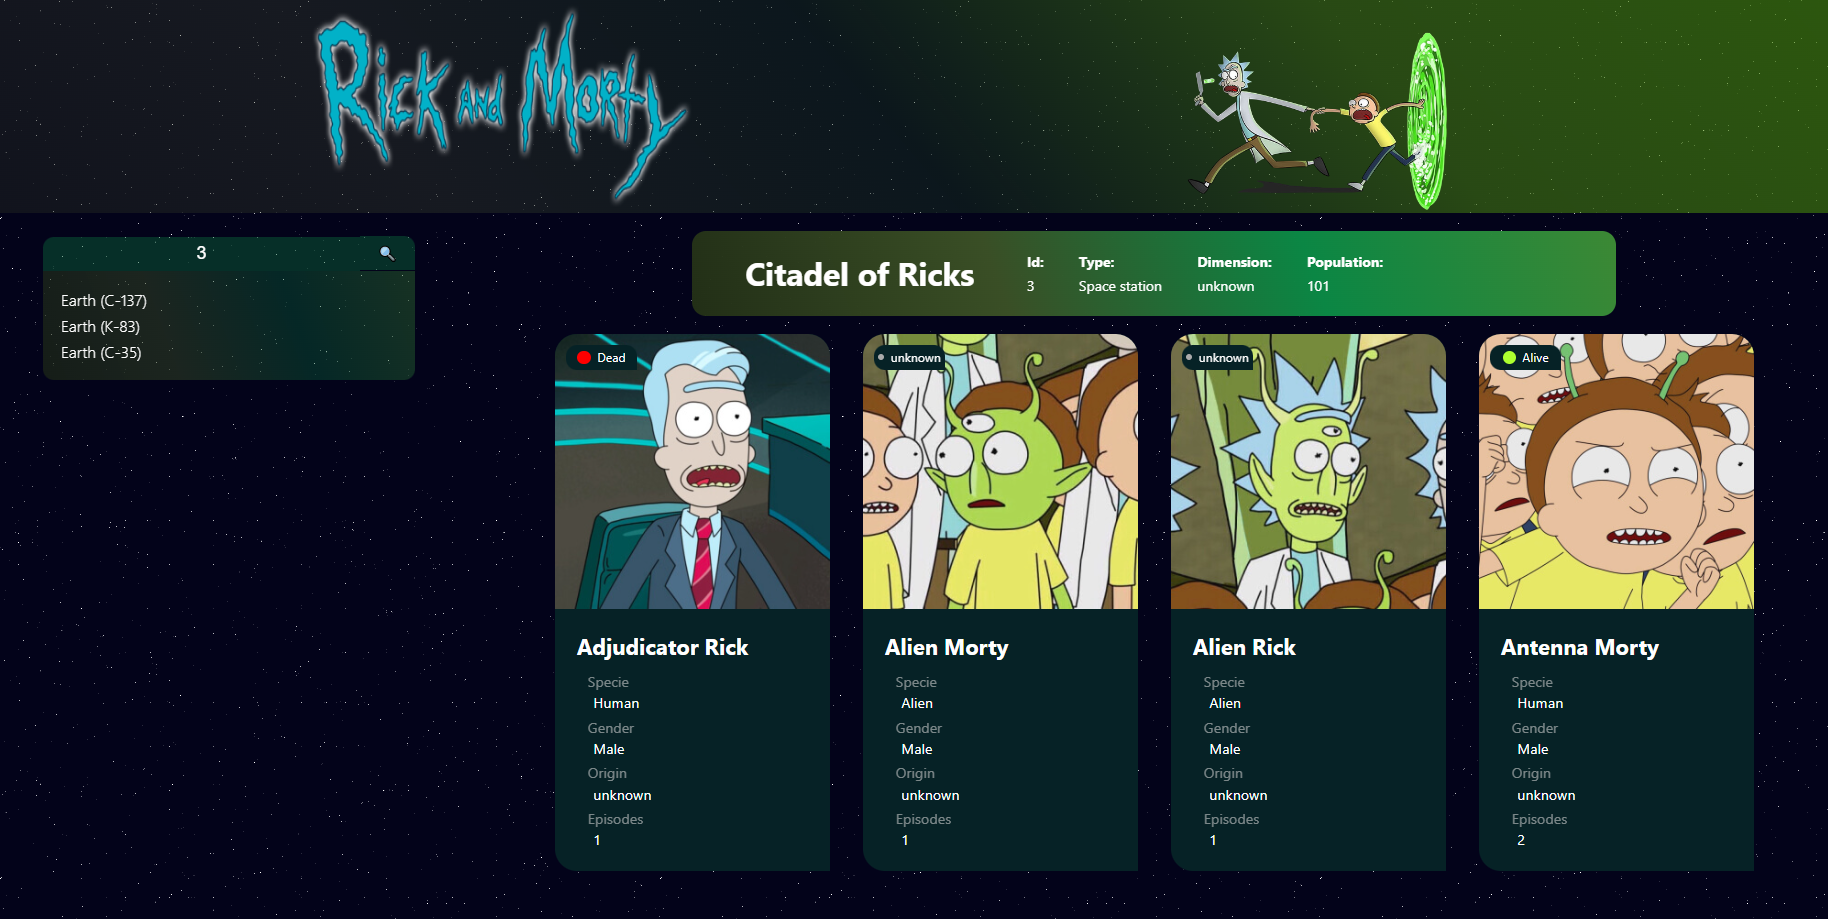 Rick and Morty
3
Earth (C-137)
Earth (K-83)
Earth (C-35)
Citadel of Ricks
Id: Type: Dimension: Population:
3 Space station unknown 101
Dead
unknown
unknown
Alive
Adjudicator Rick
Specie
Human
Gender
Male
Origin
unknown
Episodes
1
Alien Morty
Specie
Alien
Gender
Male
Origin
unknown
Episodes
1
Alien Rick
Specie
Alien
Gender
Male
Origin
unknown
Episodes
1
Antenna Morty
Specie
Human
Gender
Male
Origin
unknown
Episodes
2